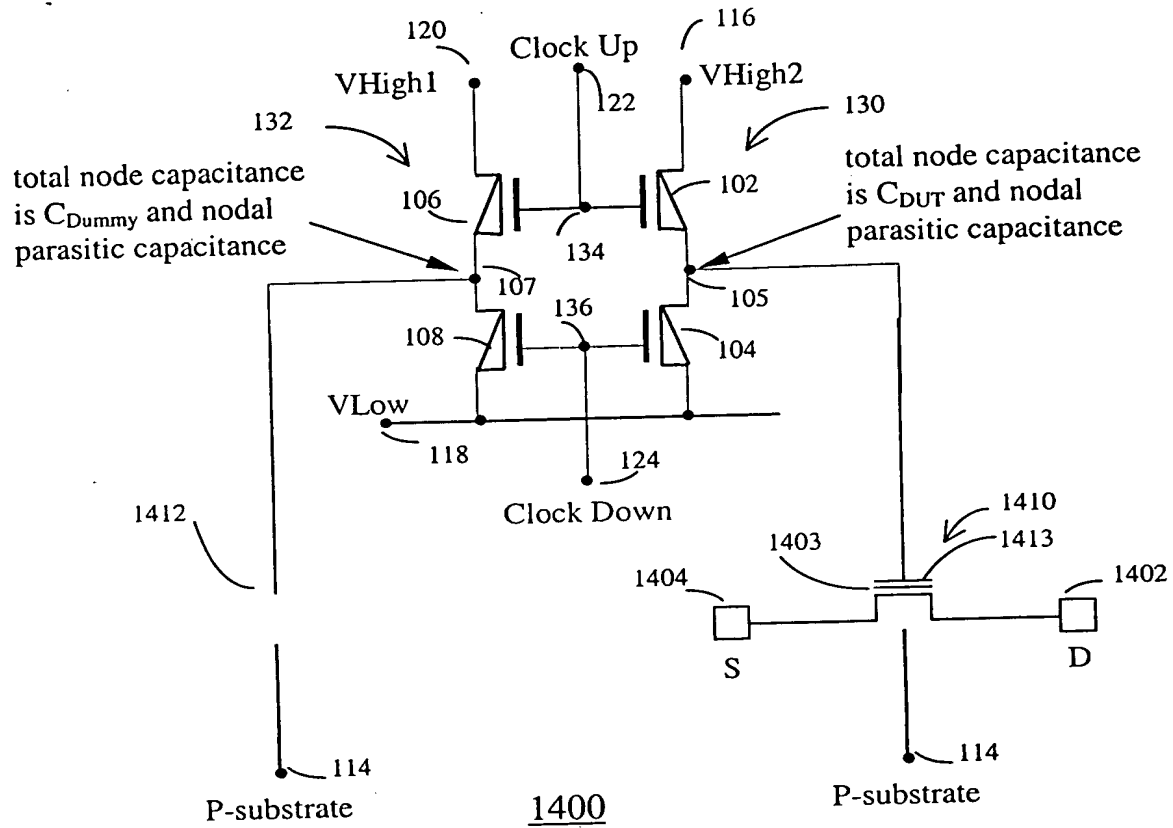 120
Clock Up
116
VHigh1
122
VHigh2
132
130
total node capacitance
is CDummy and nodal
parasitic capacitance
total node capacitance
is CDUT and nodal
parasitic capacitance
106
102
134
107
105
136
108
104
VLow
118
124
Clock Down
1412
1410
1403
1413
1404
1402
S
D
114
P-substrate
114
P-substrate
1400